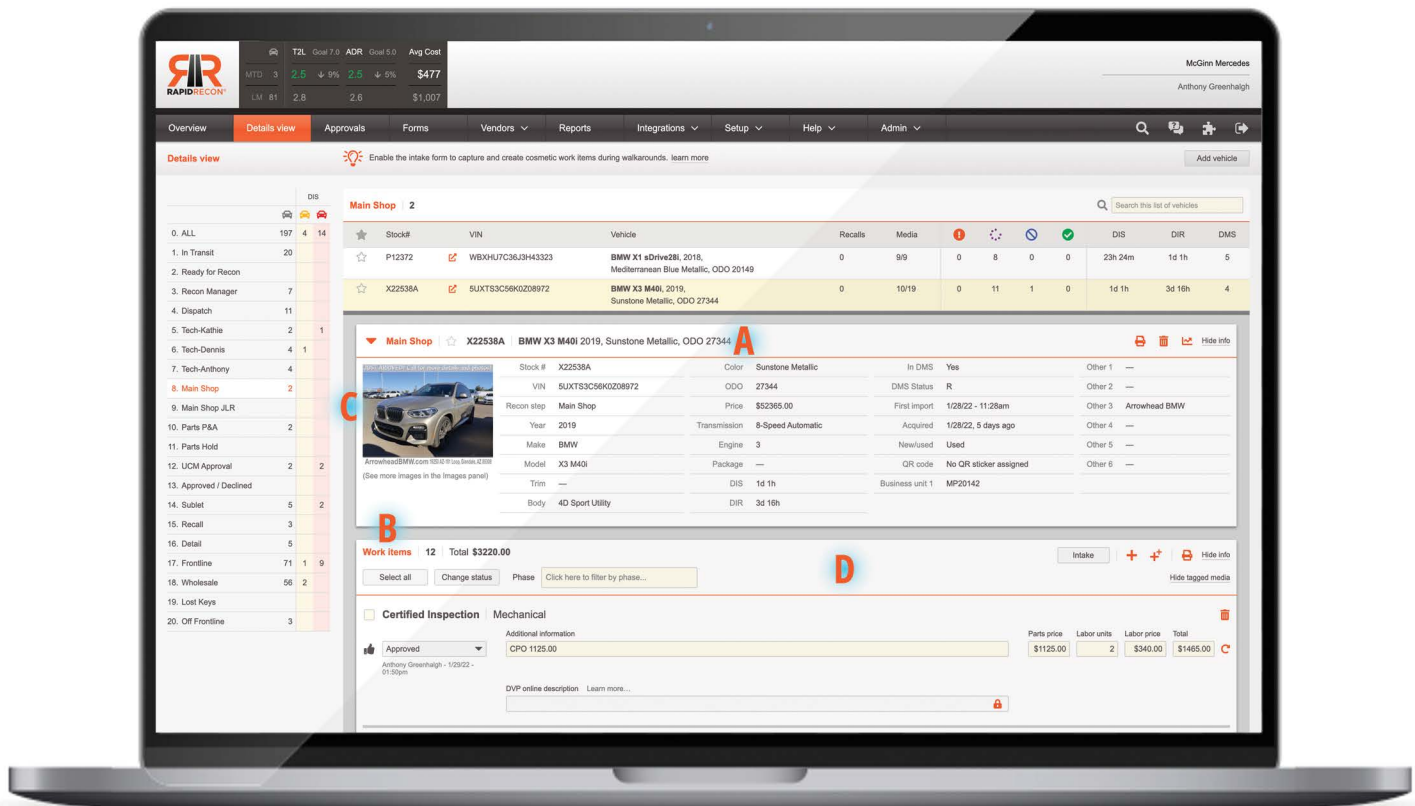 T2L Goal 7.0 ADR Goal 5.0 Avg Cost
MTD 3 2.5 ↓ 9% 2.5 ↓ 5% $477
LM 81 2.8 2.6 $1,007
RAPIDRECON
McGinn Mercedes
Anthony Greenhalgh
Overview Details view Approvals Forms Vendors Reports Integrations Setup Help Admin
Details view
Enable the intake form to capture and create cosmetic work items during walkarounds. learn more
Add vehicle
DIS
0. ALL 197 4 14
1. In Transit 20
2. Ready for Recon
3. Recon Manager 7
4. Dispatch 11
5. Tech-Kathie 2 1
6. Tech-Dennis 4 1
7. Tech-Anthony 4
8. Main Shop 2
9. Main Shop JLR
10. Parts P&A 2
11. Parts Hold
12. UCM Approval 2 2
13. Approved / Declined
14. Sublet 5 2
15. Recall 3
16. Detail 5
17. Frontline 71 1 9
18. Wholesale 56 2
19. Lost Keys
20. Off Frontline 3
Main Shop 2
Search this list of vehicles
Stock# VIN Vehicle Recalls Media DIS DIR DMS
P12372 WBXHU7C36J3H43323 BMW X1 sDrive28i, 2018, 0 9/9 0 8 0 0 23h 24m 1d 1h 5
Mediterranean Blue Metallic, ODO 20149
X22538A 5UXTS3C56K0Z08972 BMW X3 M40i, 2019, 0 10/19 0 11 1 0 1d 1h 3d 16h 4
Sunstone Metallic, ODO 27344
A
Main Shop X22538A BMW X3 M40i 2019, Sunstone Metallic, ODO 27344 Hide info
C
Stock # X22538A Color Sunstone Metallic In DMS Yes Other 1 —
VIN 5UXTS3C56K0Z08972 ODO 27344 DMS Status R Other 2 —
Recon step Main Shop Price $52365.00 First import 1/28/22 - 11:28am Other 3 Arrowhead BMW
Year 2019 Transmission 8-Speed Automatic Acquired 1/28/22, 5 days ago Other 4 —
Make BMW Engine 3 New/used Used Other 5 —
Model X3 M40i Package — QR code No QR sticker assigned Other 6 —
Trim — DIS 1d 1h Business unit 1 MP20142
Body 4D Sport Utility DIR 3d 16h
ArrowheadBMW.com
(See more images in the Images panel)
B
Work items 12 Total $3220.00
D
Intake Hide info
Select all Change status Phase Click here to filter by phase...
Hide tagged media
Certified Inspection Mechanical
Additional information Parts price Labor units Labor price Total
Approved CPO 1125.00 $1125.00 2 $340.00 $1465.00
Anthony Greenhalgh - 1/29/22 -
01:50pm
DVP online description Learn more...